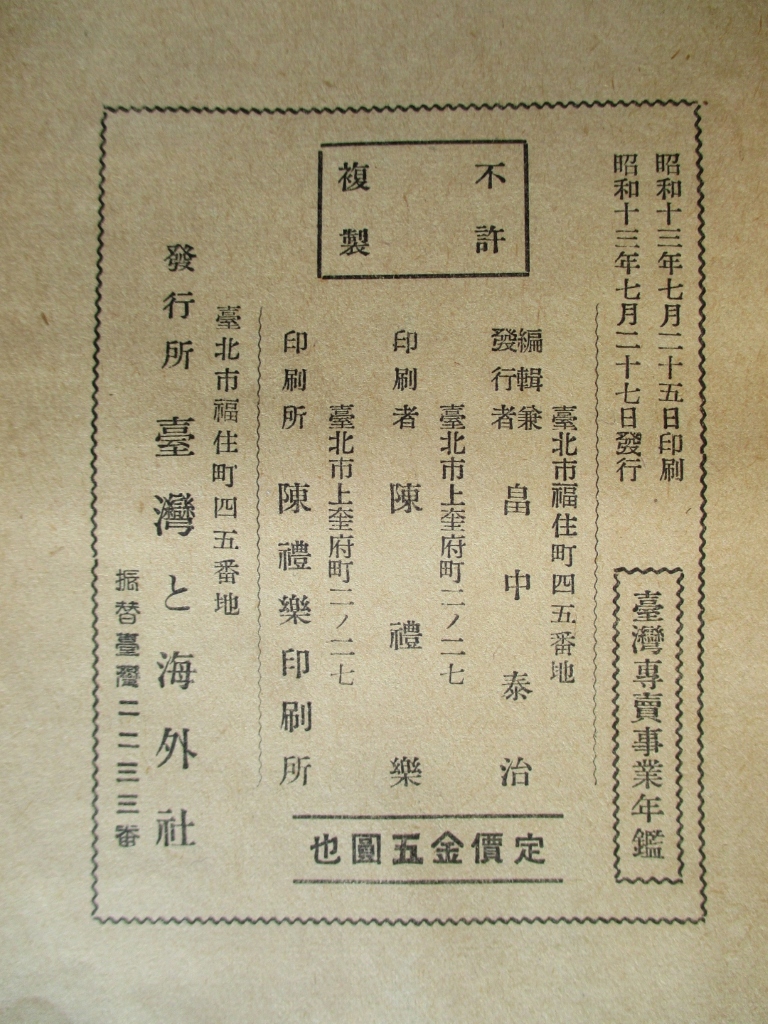 昭和十三年七月二十五日印刷
昭和十三年七月二十七日發行
臺灣專賣事業年鑑
不許
複製
臺北市福住町四五番地
編輯兼
發行者
畠中泰治
臺北市上奎府町二ノ二七
印刷者 陳禮樂
臺北市上奎府町二ノ二七
印刷所 陳禮樂印刷所
定價金五圓也
臺北市福住町四五番地
發行所 臺灣と海外社
振替臺灣二二三三番